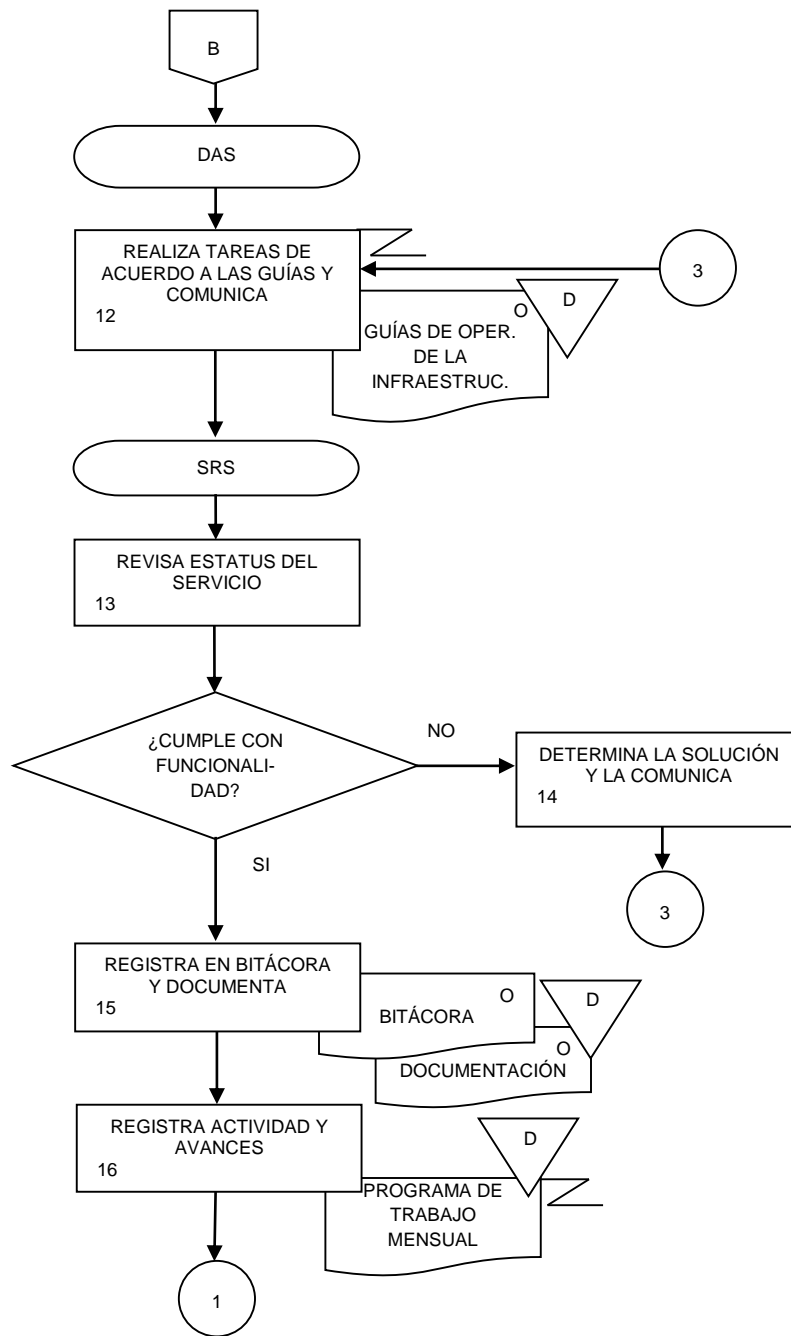 B
DAS
REALIZA TAREAS DE
ACUERDO A LAS GUÍAS Y
COMUNICA
12
3
O
D
GUÍAS DE OPER.
DE LA
INFRAESTRUC.
SRS
REVISA ESTATUS DEL
SERVICIO
13
¿CUMPLE CON
FUNCIONALI-
DAD?
NO
DETERMINA LA SOLUCIÓN
Y LA COMUNICA
14
3
SI
REGISTRA EN BITÁCORA
Y DOCUMENTA
15
O
BITÁCORA
D
O
DOCUMENTACIÓN
REGISTRA ACTIVIDAD Y
AVANCES
16
D
PROGRAMA DE
TRABAJO
MENSUAL
1